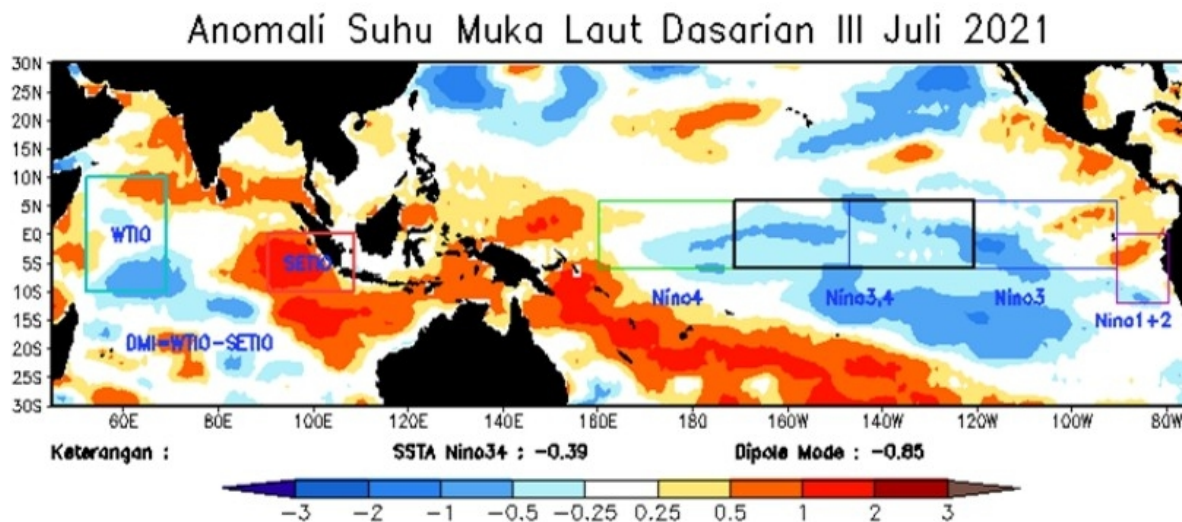 Anomali Suhu Muka Laut Dasarian III Juli 2021
30N
25N
20N
15N
10N
5N
EQ
5S
10S
15S
20S
25S
30S
WTIO
SETIO
Nino4
Nino3,4
Nino3
Nino1+2
DMI=WTIO-SETIO
60E 80E 100E 120E 140E 160E 180 160W 140W 120W 100W 80W
Keterangan : SSTA Nino34 : -0.39 Dipole Mode : -0.85
-3 -2 -1 -0.5 -0.25 0.25 0.5 1 2 3